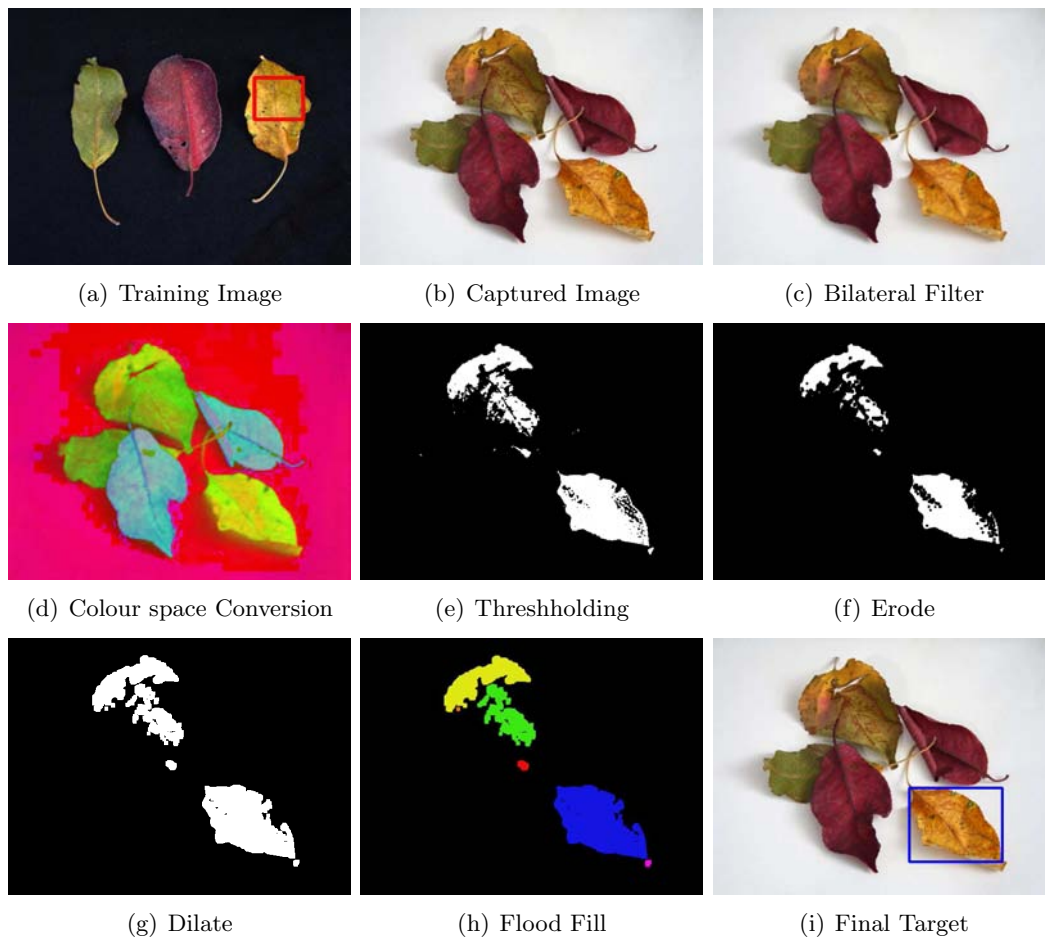 (a) Training Image
(b) Captured Image
(c) Bilateral Filter
(d) Colour space Conversion
(e) Threshholding
(f) Erode
(g) Dilate
(h) Flood Fill
(i) Final Target